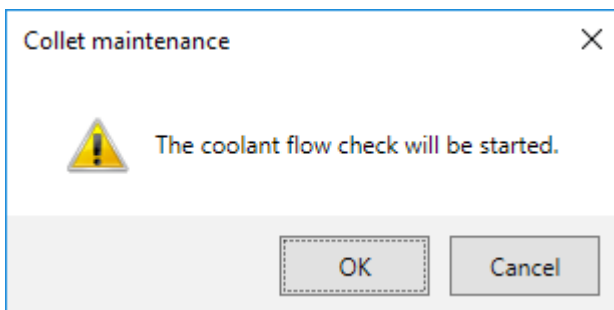 Collet maintenance
The coolant flow check will be started.
OK
Cancel